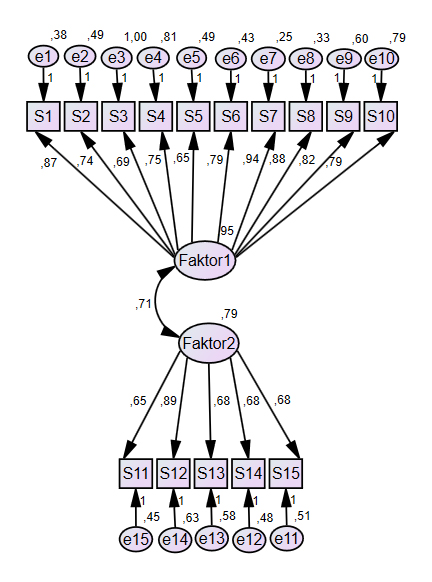 ,38 ,49 1,00 ,81 ,49 ,43 ,25 ,33 ,60 ,79
e1 e2 e3 e4 e5 e6 e7 e8 e9 e10
1 1 1 1 1 1 1 1 1 1
S1 S2 S3 S4 S5 S6 S7 S8 S9 S10
,87 ,74 ,69 ,75 ,65 ,79 ,94 ,88 ,82 ,79
,95
Faktor1
,71
,79
Faktor2
,65 ,89 ,68 ,68 ,68
S11 S12 S13 S14 S15
1 1 1 1 1
,45 ,63 ,58 ,48 ,51
e15 e14 e13 e12 e11